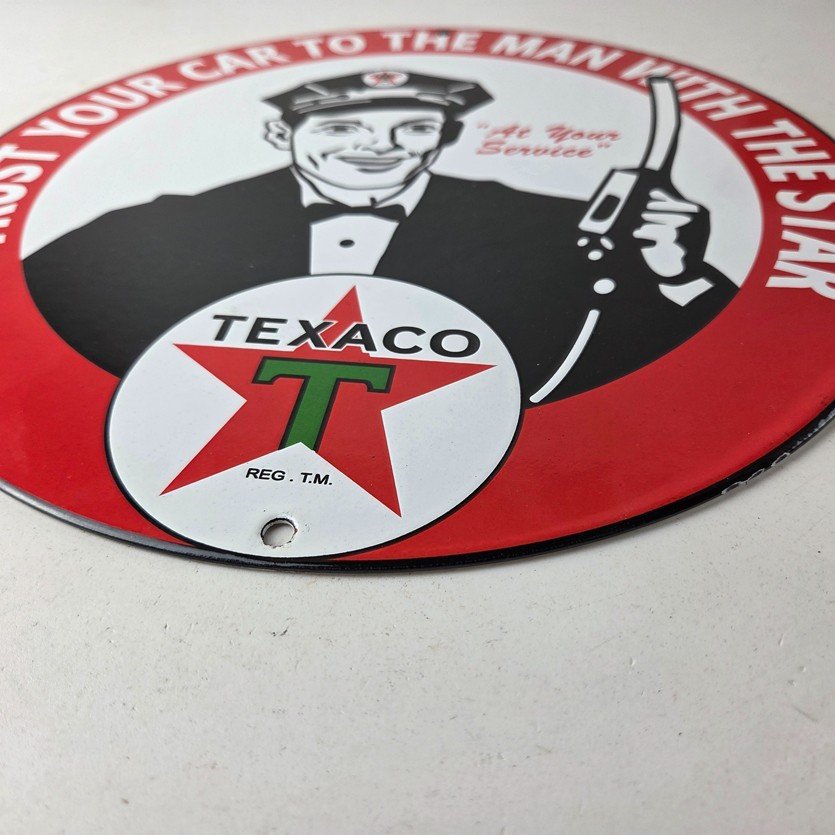 TRUST YOUR CAR TO THE MAN WITH THE STAR
"At Your
Service"
TEXACO
T
REG . T.M.